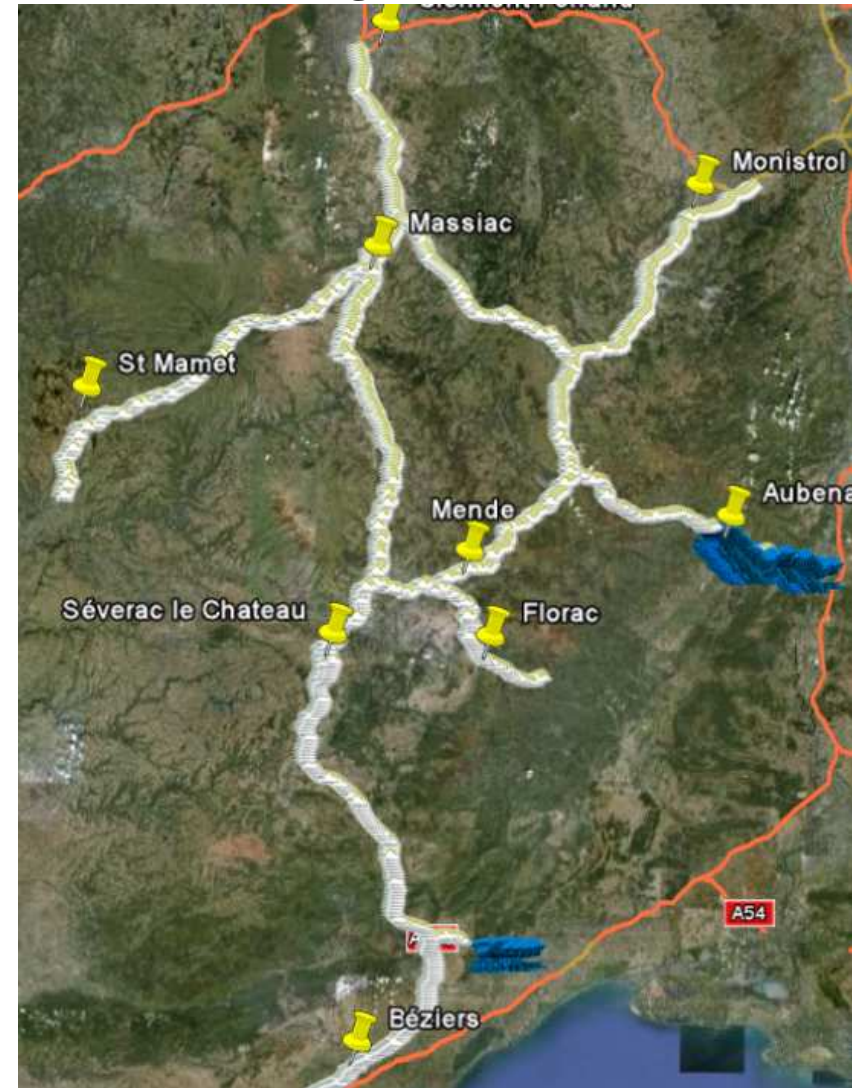 Monistrol
Massiac
St Mamet
Aubena
Mende
Séverac le Chateau
Florac
A54
Béziers